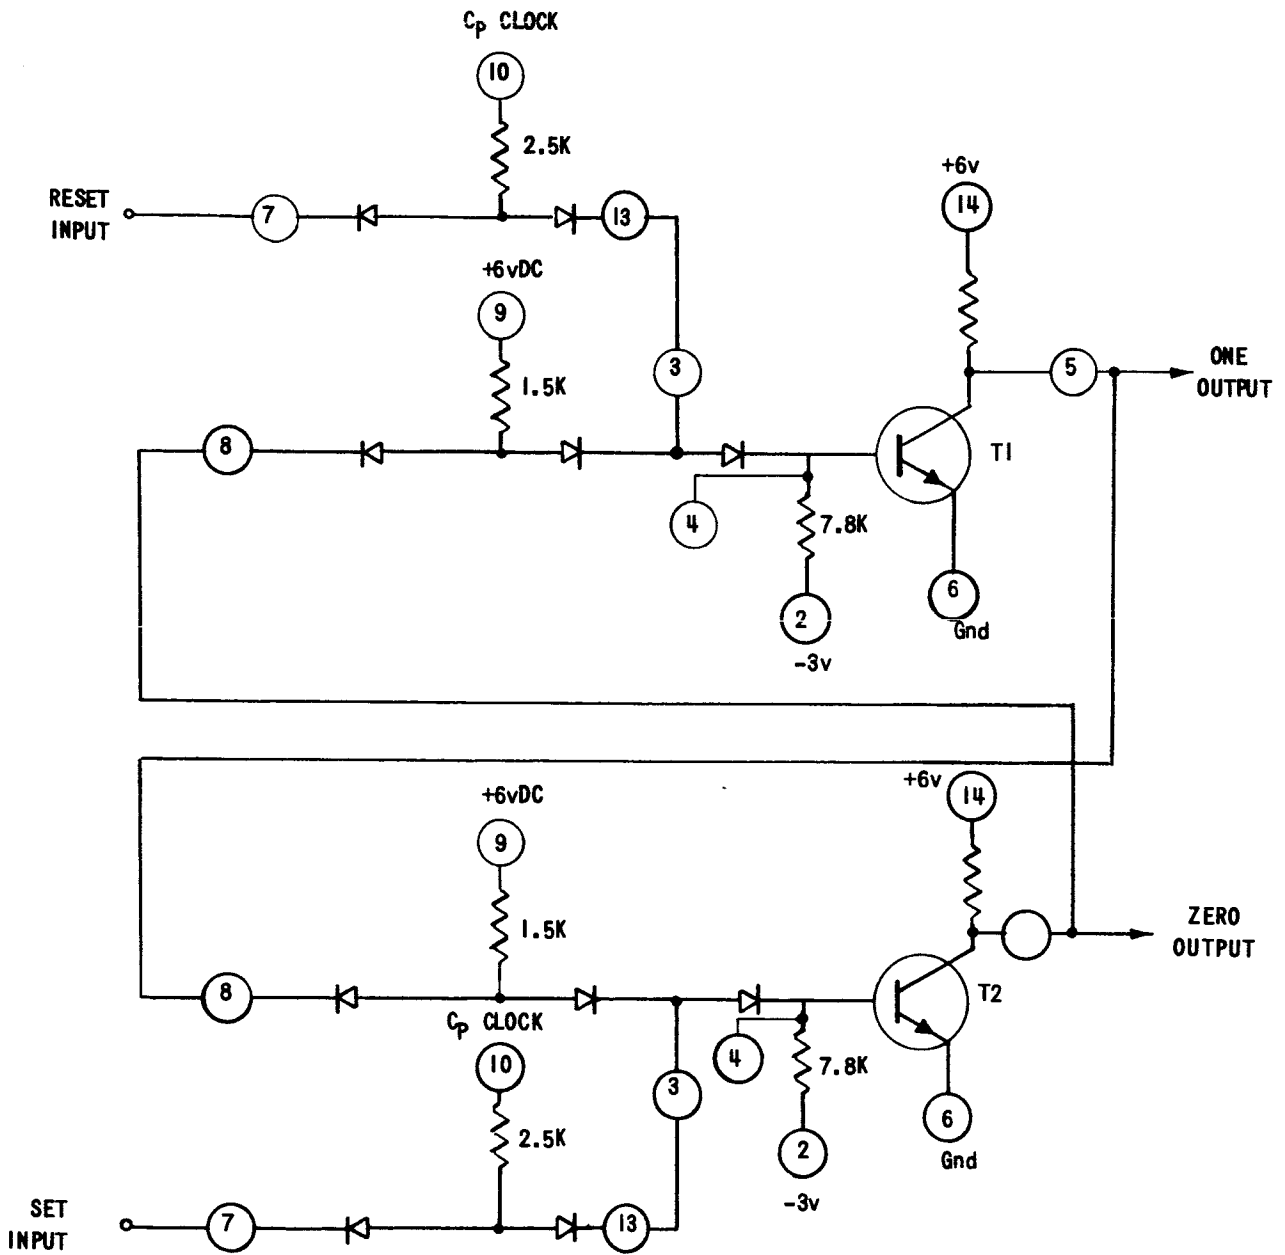 Cp CLOCK
10
2.5K
RESET
INPUT
7
13
+6v
14
+6vDC
9
1.5K
3
5
ONE
OUTPUT
8
T1
4
7.8K
2
-3v
6
Gnd
+6vDC
9
1.5K
+6v
14
ZERO
OUTPUT
8
Cp CLOCK
10
2.5K
4
7.8K
T2
3
2
-3v
6
Gnd
SET
INPUT
7
13